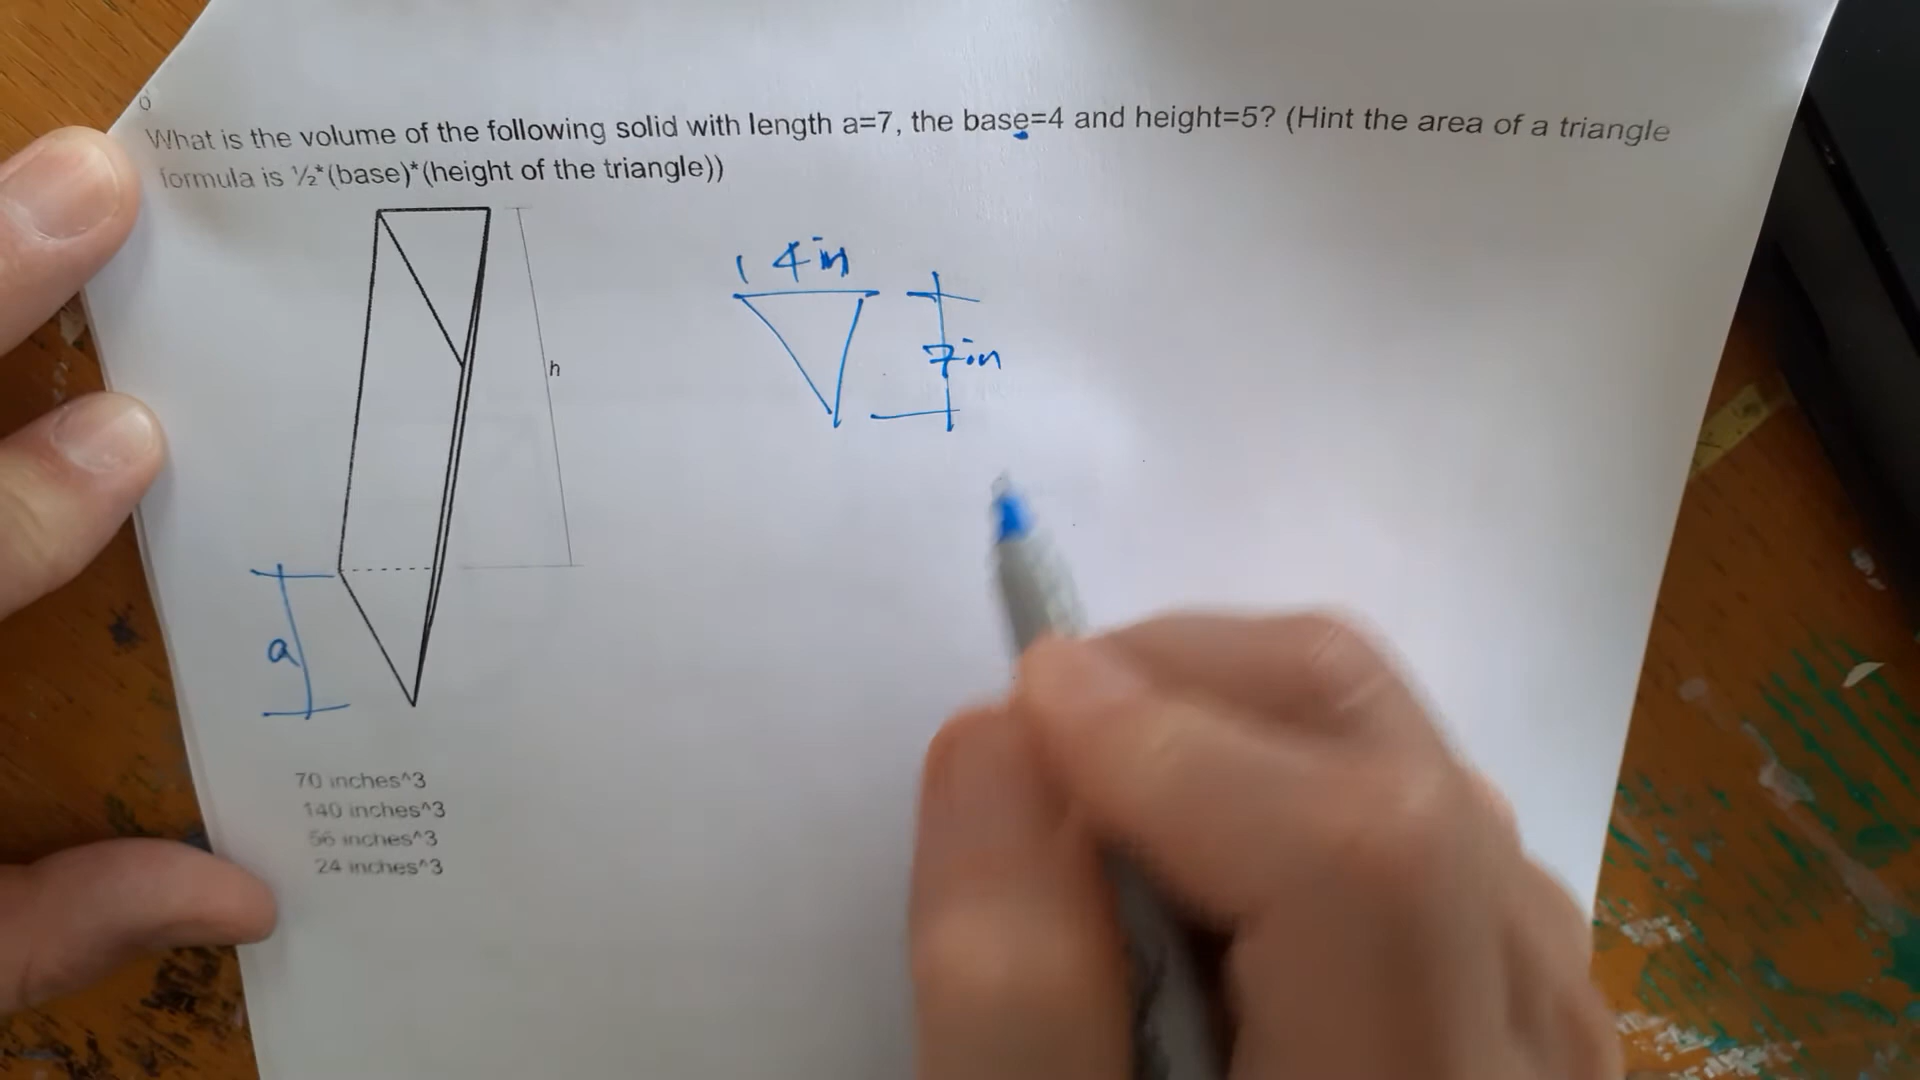 What is the volume of the following solid with length a=7, the base=4 and height=5? (Hint the area of a triangle
formula is ½*(base)*(height of the triangle))
4in
7in
h
a
70 inches^3
140 inches^3
56 inches^3
24 inches^3